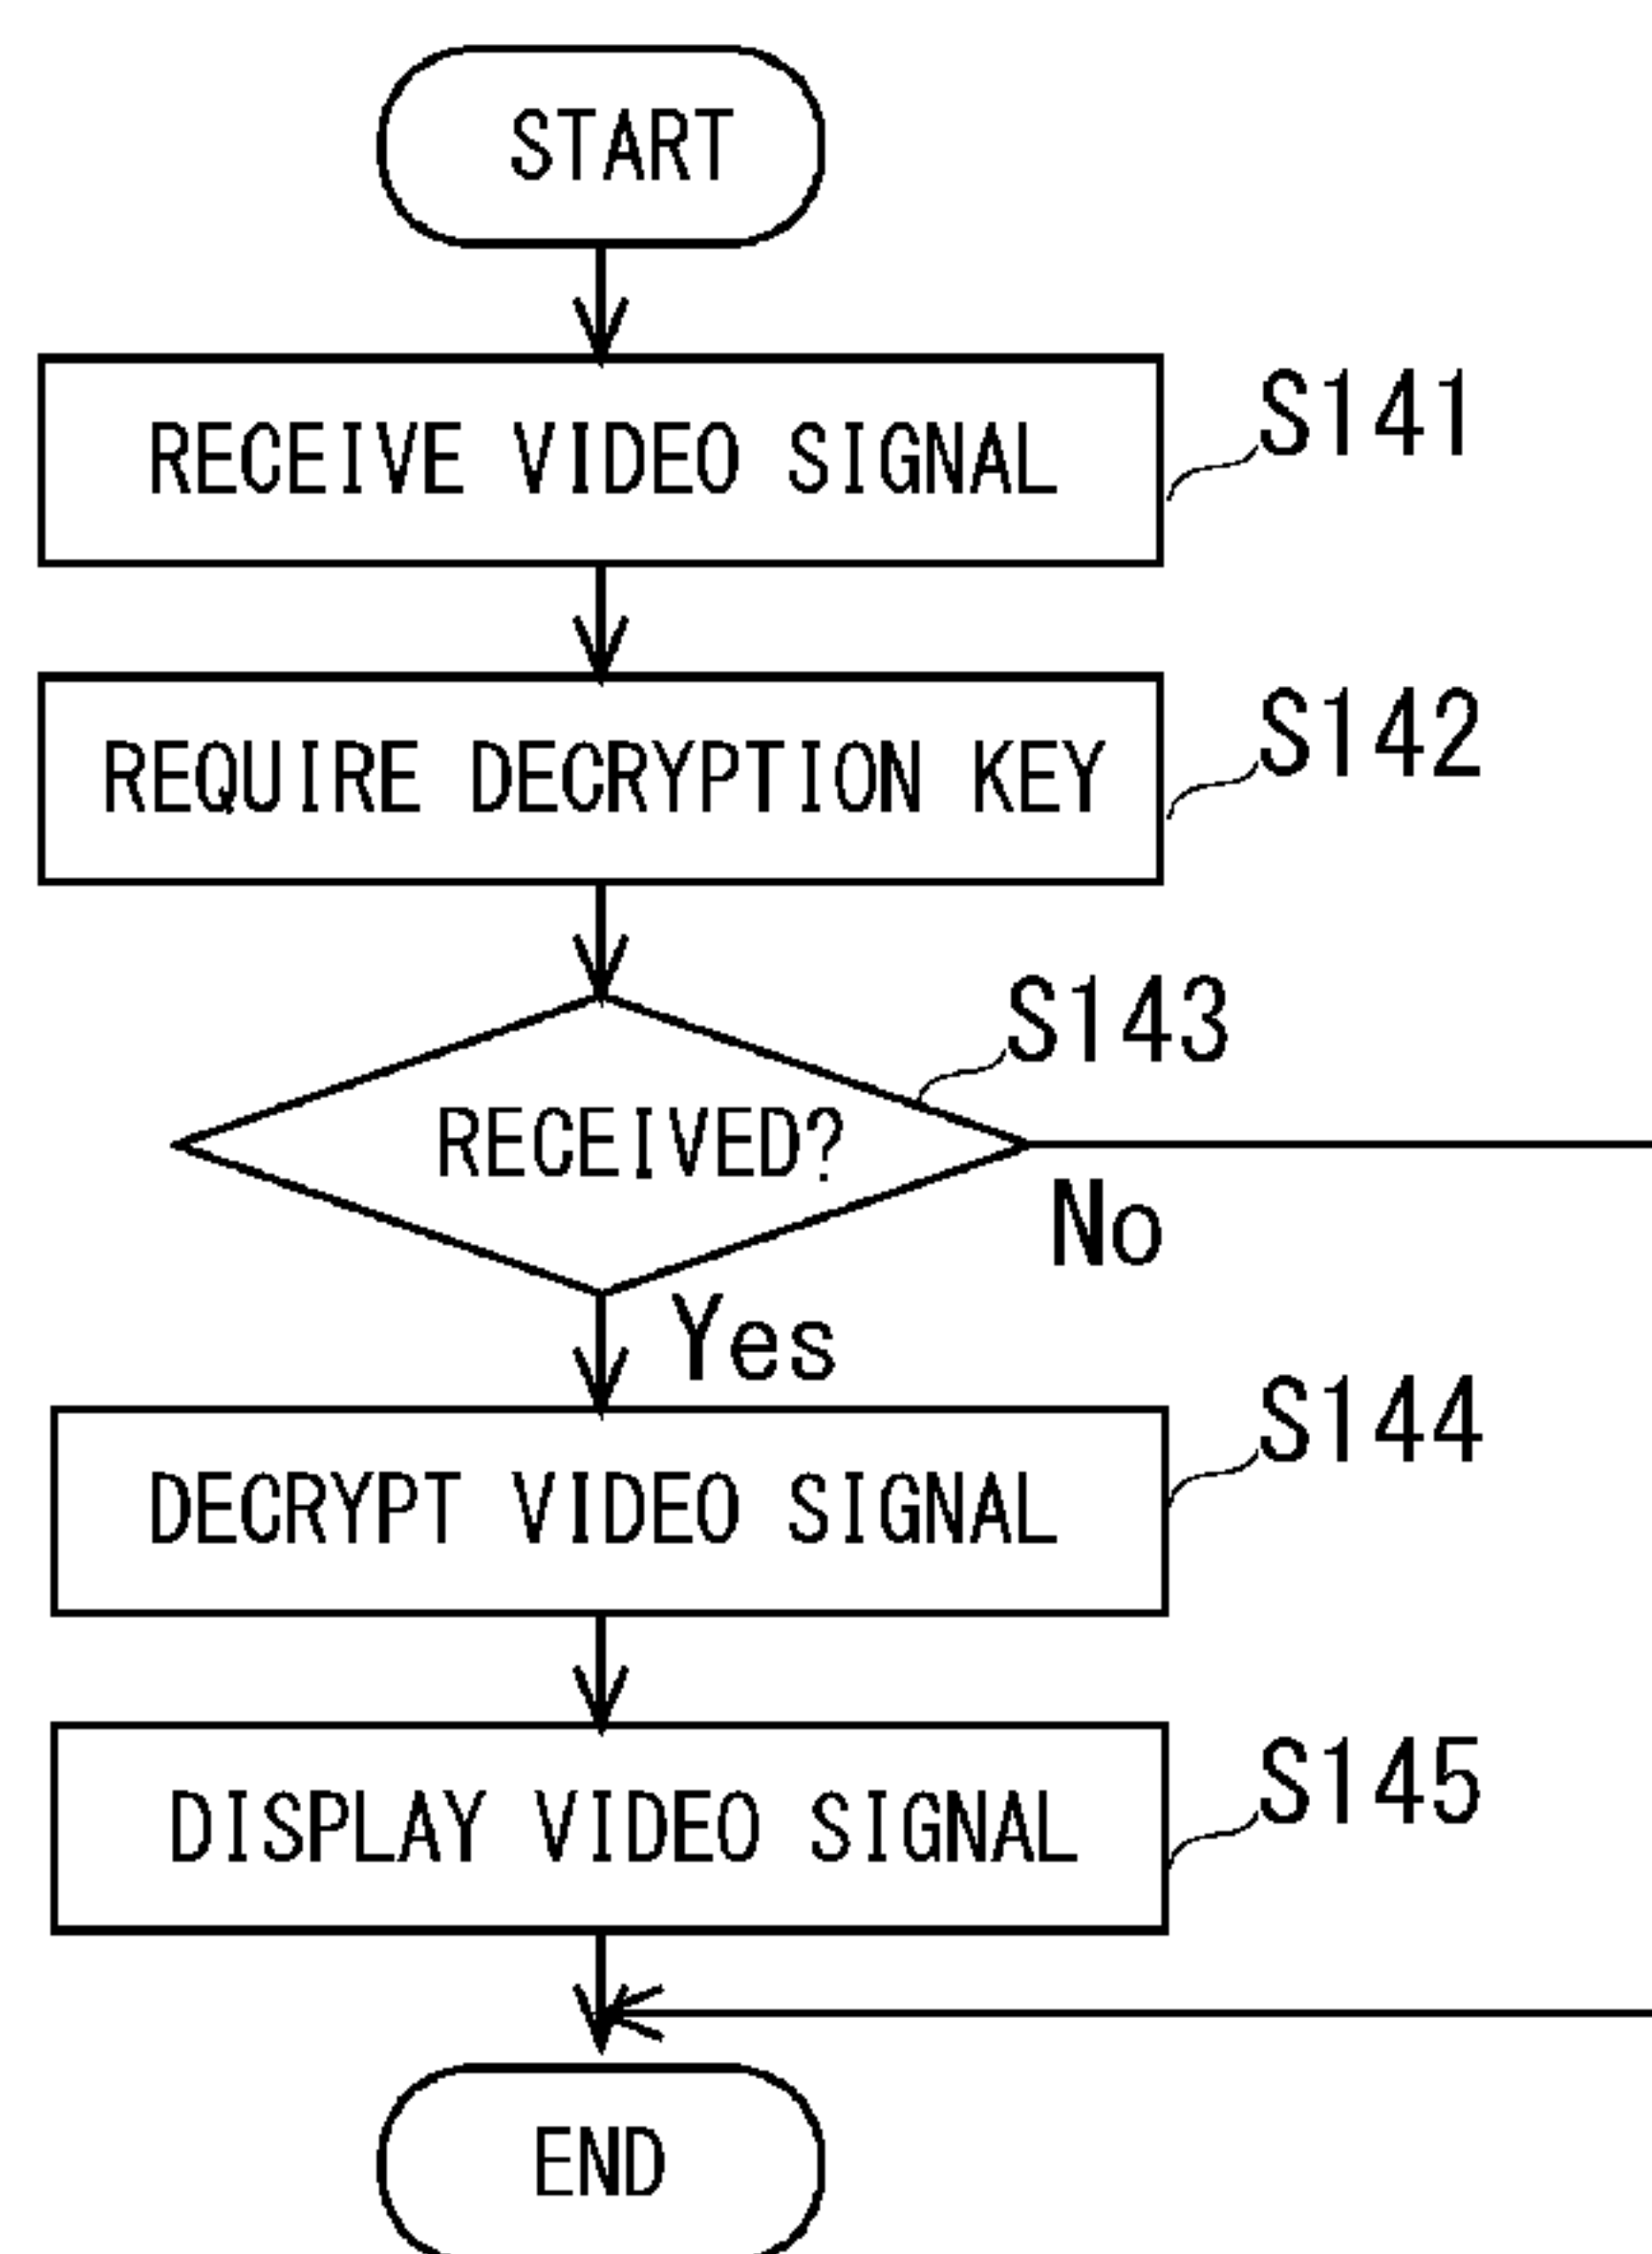 START
RECEIVE VIDEO SIGNAL
S141
REQUIRE DECRYPTION KEY
S142
S143
RECEIVED?
No
Yes
S144
DECRYPT VIDEO SIGNAL
S145
DISPLAY VIDEO SIGNAL
END